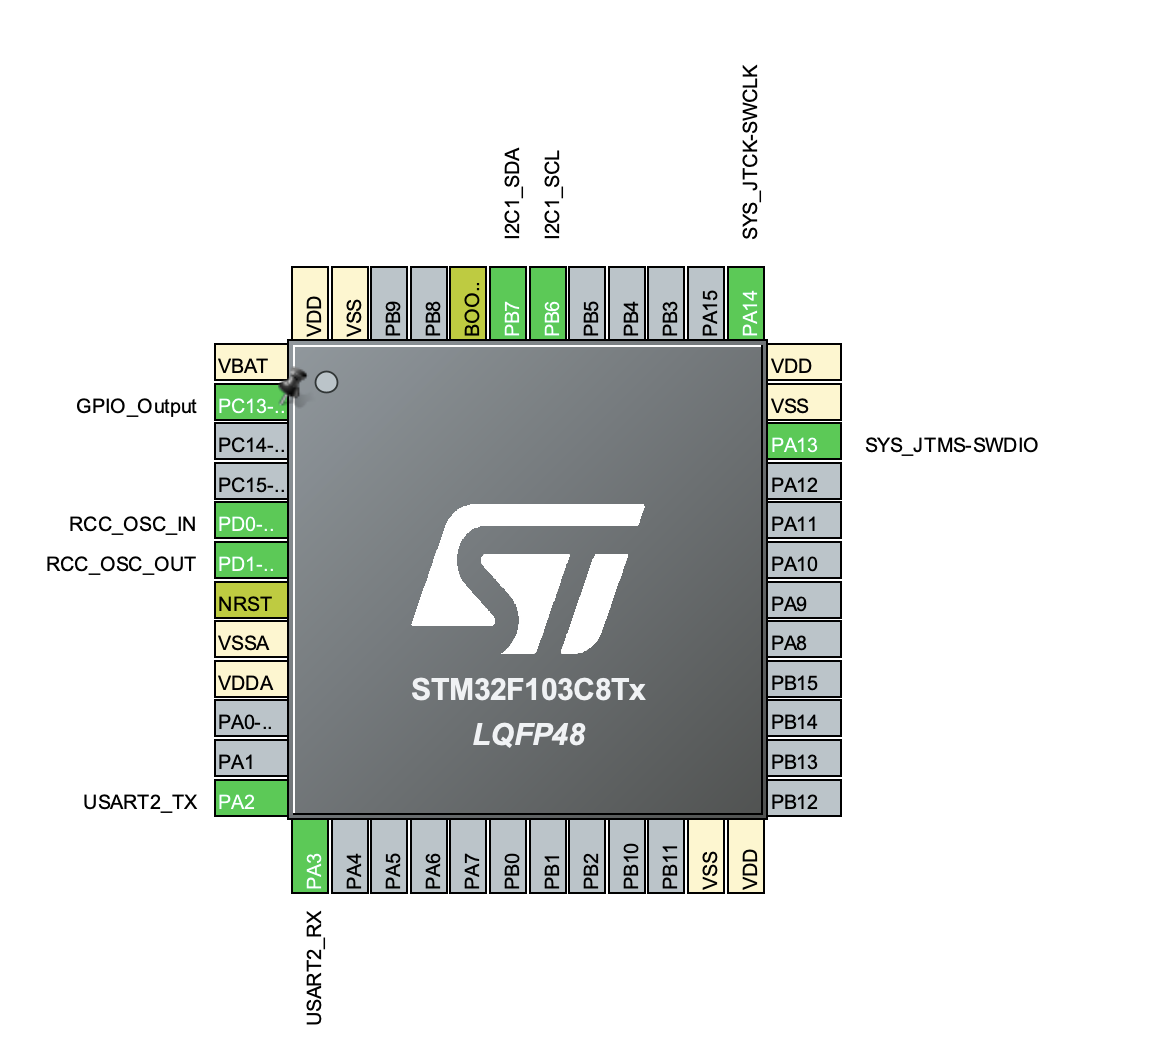 SYS_JTCK-SWCLK
I2C1_SDA
I2C1_SCL
VDD
VSS
PB9
PB8
BOO..
PB7
PB6
PB5
PB4
PB3
PA15
PA14
VBAT
GPIO_Output
PC13-..
PC14-..
PC15-..
RCC_OSC_IN
PD0-..
RCC_OSC_OUT
PD1-..
NRST
VSSA
VDDA
PA0-..
PA1
USART2_TX
PA2
ST
STM32F103C8Tx
LQFP48
VDD
VSS
PA13
SYS_JTMS-SWDIO
PA12
PA11
PA10
PA9
PA8
PB15
PB14
PB13
PB12
PA3
PA4
PA5
PA6
PA7
PB0
PB1
PB2
PB10
PB11
VSS
VDD
USART2_RX